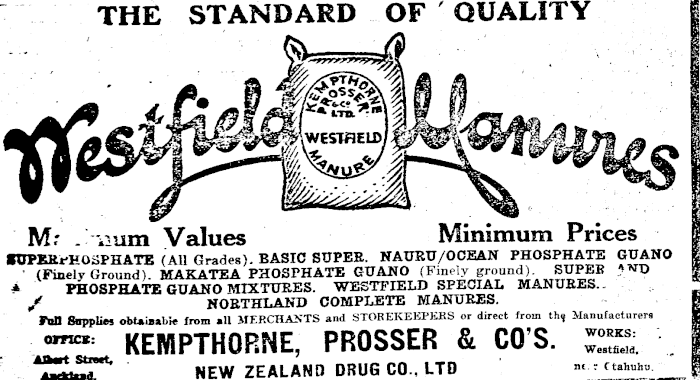 THE STANDARD OF QUALITY
Westfield Manures
KEMPTHORNE
PROSSER
& Co
LTD.
WESTFIELD
MANURE
Values
Minimum Prices
SUPERPHOSPHATE (All Grades). BASIC SUPER. NAURU/OCEAN PHOSPHATE GUANO
(Finely Ground). MAKATEA PHOSPHATE GUANO (Finely ground). SUPER AND
PHOSPHATE GUANO MIXTURES. WESTFIELD SPECIAL MANURES.
NORTHLAND COMPLETE MANURES.
Full Supplies obtainable from all MERCHANTS and STOREKEEPERS or direct from the Manufacturers
OFFICE:
Albert Street,
Auckland.
KEMPTHORNE, PROSSER & CO'S.
NEW ZEALAND DRUG CO., LTD
WORKS:
Westfield,
Otahuhu.